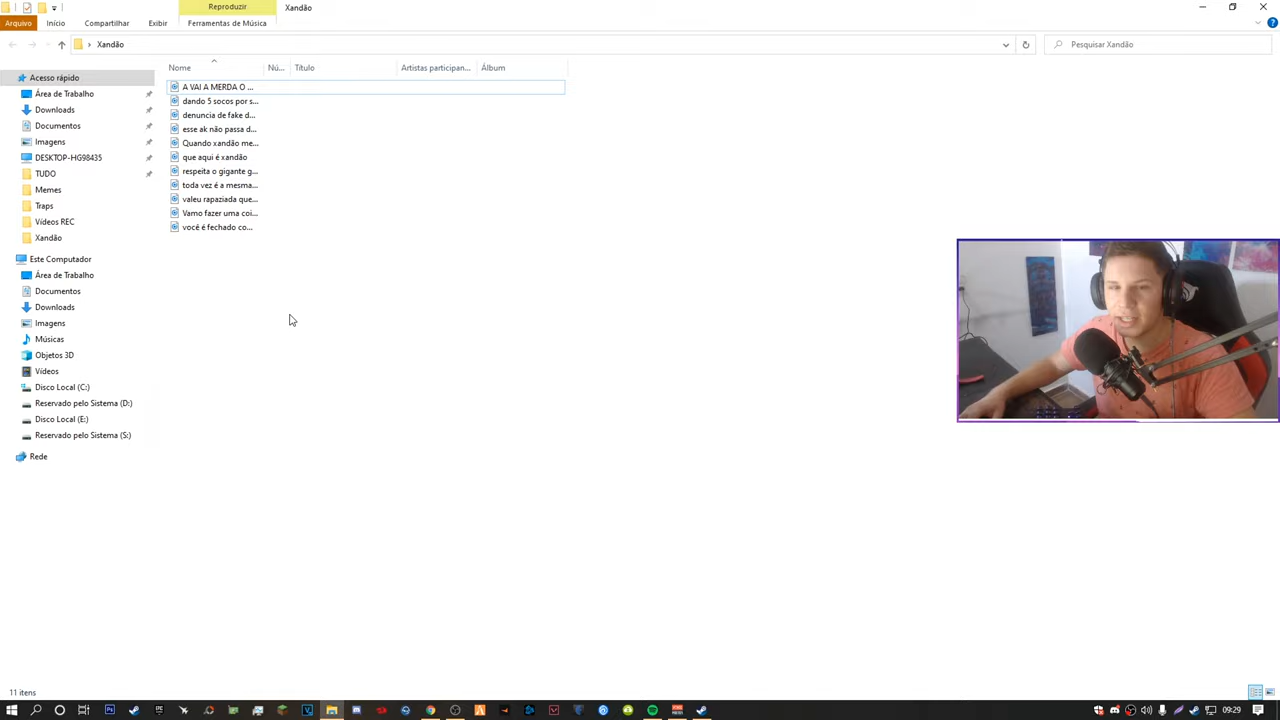 Reproduzir
Xandão
Arquivo
Início
Compartilhar
Exibir
Ferramentas de Música
Xandão
Pesquisar Xandão
Nome
Nú...
Título
Artistas participan...
Álbum
Acesso rápido
Área de Trabalho
Downloads
Documentos
Imagens
DESKTOP-HG98435
TUDO
Memes
Traps
Vídeos REC
Xandão
Este Computador
Área de Trabalho
Documentos
Downloads
Imagens
Músicas
Objetos 3D
Vídeos
Disco Local (C:)
Reservado pelo Sistema (D:)
Disco Local (E:)
Reservado pelo Sistema (S:)
Rede
A VAI A MERDA O ...
dando 5 socos por s...
denuncia de fake d...
esse ak não passa d...
Quando xandão me...
que aqui é xandão
respeita o gigante g...
toda vez é a mesma...
valeu rapaziada que...
Vamo fazer uma coi...
você é fechado co...
11 itens
09:29